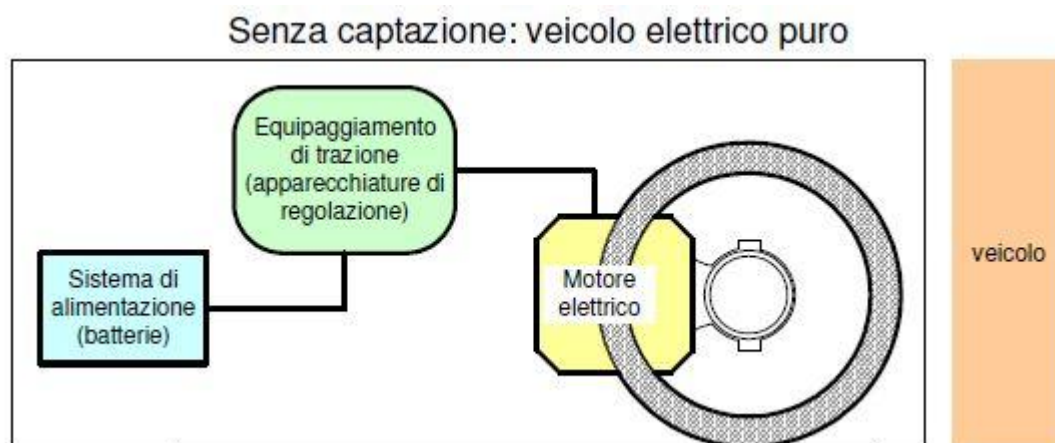 Senza captazione: veicolo elettrico puro
Equipaggiamento
di trazione
(apparecchiature di
regolazione)
Sistema di
alimentazione
(batterie)
Motore
elettrico
veicolo